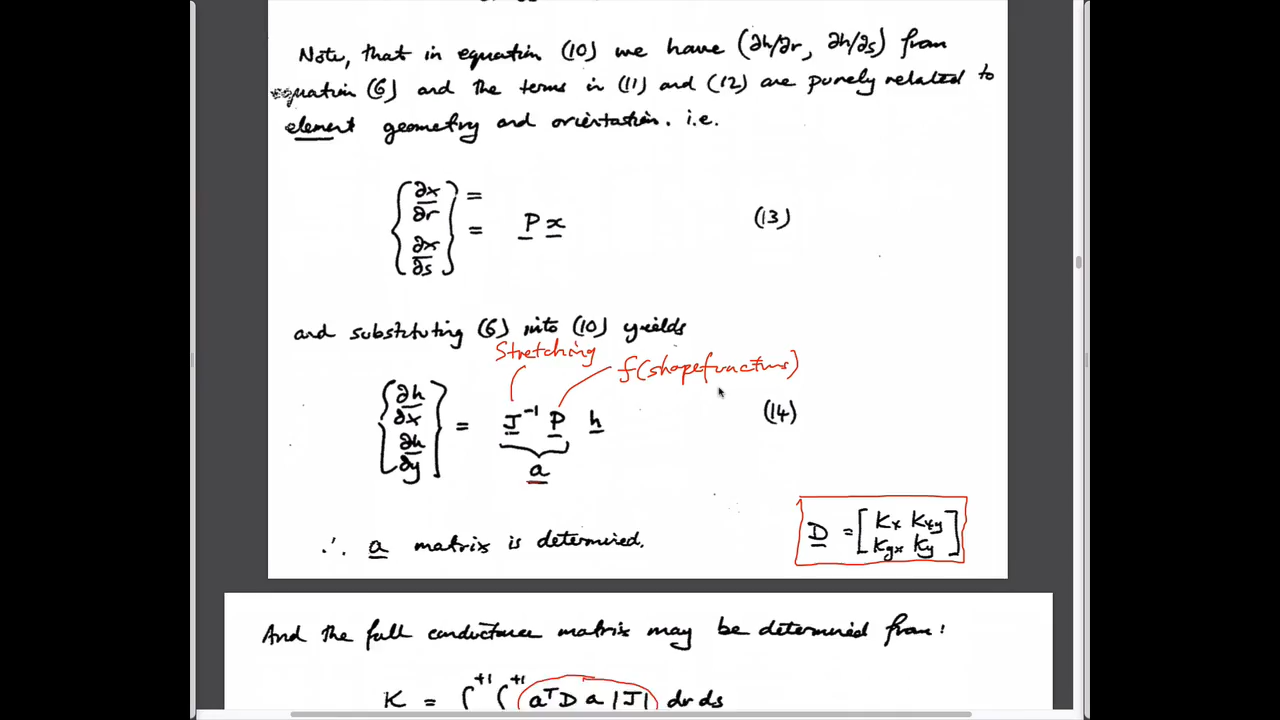 Note, that in equation (10) we have (∂h/∂r, ∂h/∂s) from
equation (6) and the terms in (11) and (12) are purely related to
element geometry and orientation. i.e.
{∂x/∂r ∂x/∂s} = = P x (13)
and substituting (6) into (10) yields
Stretching
f(shape functions)
{∂h/∂x ∂h/∂y} = J⁻¹ P h (14)
a
D = [Kx Kxy Kyx Ky]
∴ a matrix is determined.
And the full conductance matrix may be determined from:
K = ∫⁺¹ ∫⁺¹ aᵀ D a |J| dr ds